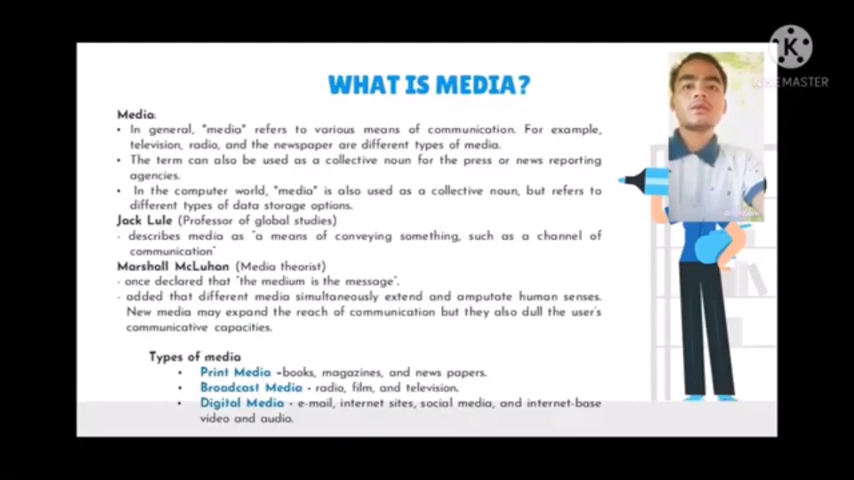 WHAT IS MEDIA?
Media:
• In general, "media" refers to various means of communication. For example,
television, radio, and the newspaper are different types of media.
• The term can also be used as a collective noun for the press or news reporting
agencies.
• In the computer world, "media" is also used as a collective noun, but refers to
different types of data storage options.
Jack Lule (Professor of global studies)
- describes media as "a means of conveying something, such as a channel of
communication"
Marshall McLuhan (Media theorist)
- once declared that "the medium is the message".
- added that different media simultaneously extend and amputate human senses.
New media may expand the reach of communication but they also dull the user's
communicative capacities.
Types of media
• Print Media -books, magazines, and news papers.
• Broadcast Media - radio, film, and television.
• Digital Media - e-mail, internet sites, social media, and internet-base
video and audio.
K
KINEMASTER